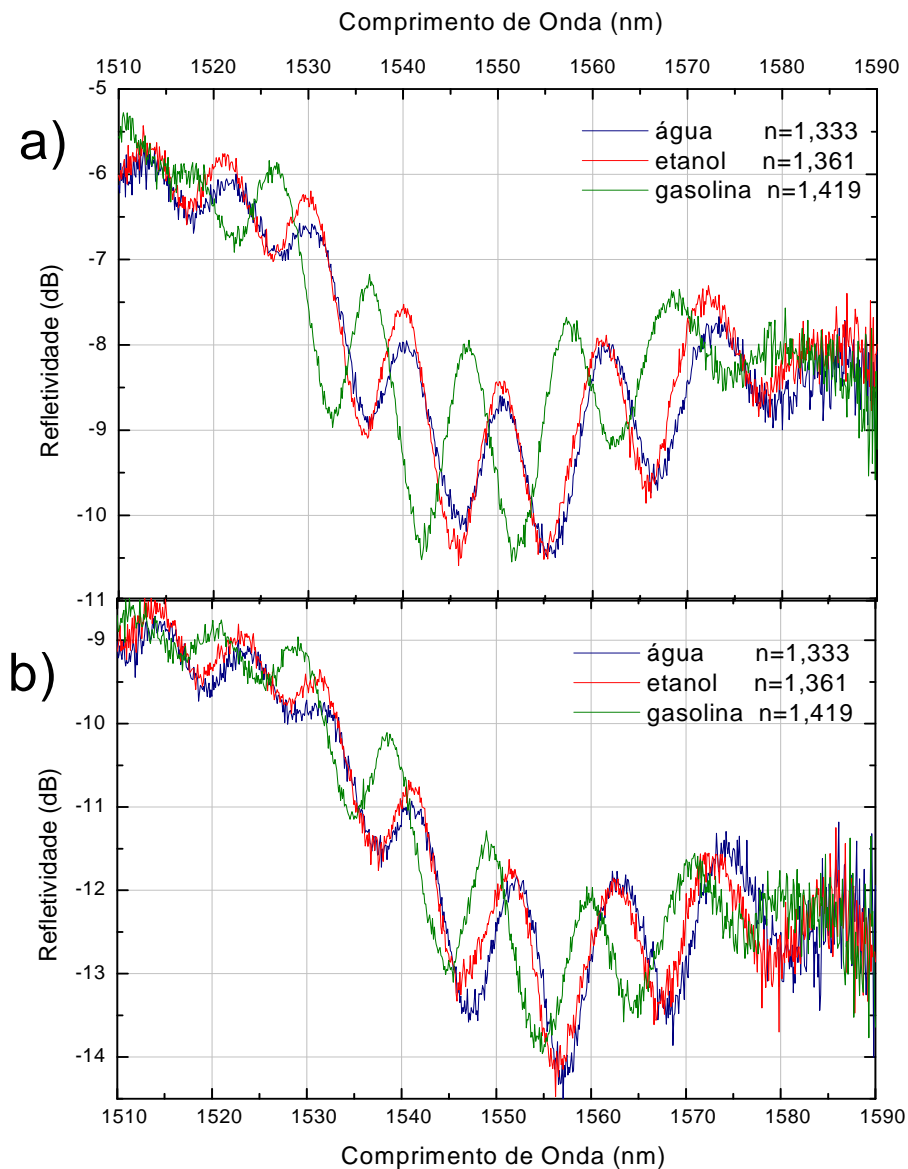 Comprimento de Onda (nm)
1510 1520 1530 1540 1550 1560 1570 1580 1590
a)
-5
-6
-7
-8
-9
-10
-11
Refletividade (dB)
água n=1,333
etanol n=1,361
gasolina n=1,419
b)
-9
-10
-11
-12
-13
-14
Refletividade (dB)
água n=1,333
etanol n=1,361
gasolina n=1,419
1510 1520 1530 1540 1550 1560 1570 1580 1590
Comprimento de Onda (nm)